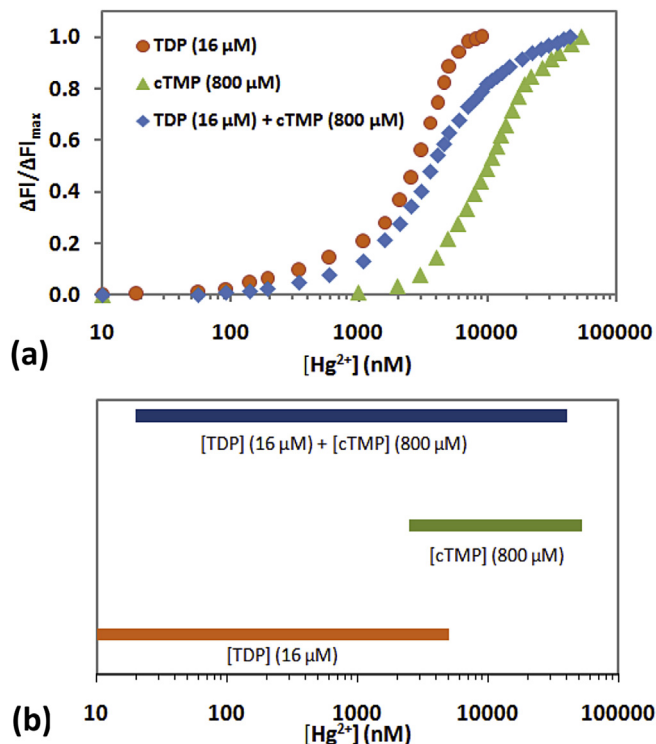 1.0
TDP (16 μM)
0.8
cTMP (800 μM)
TDP (16 μM) + cTMP (800 μM)
0.6
0.4
0.2
0.0
ΔFI/ΔFImax
10 100 1000 10000 100000
(a) [Hg2+] (nM)
[TDP] (16 μM) + [cTMP] (800 μM)
[cTMP] (800 μM)
[TDP] (16 μM)
10 100 1000 10000 100000
(b) [Hg2+] (nM)